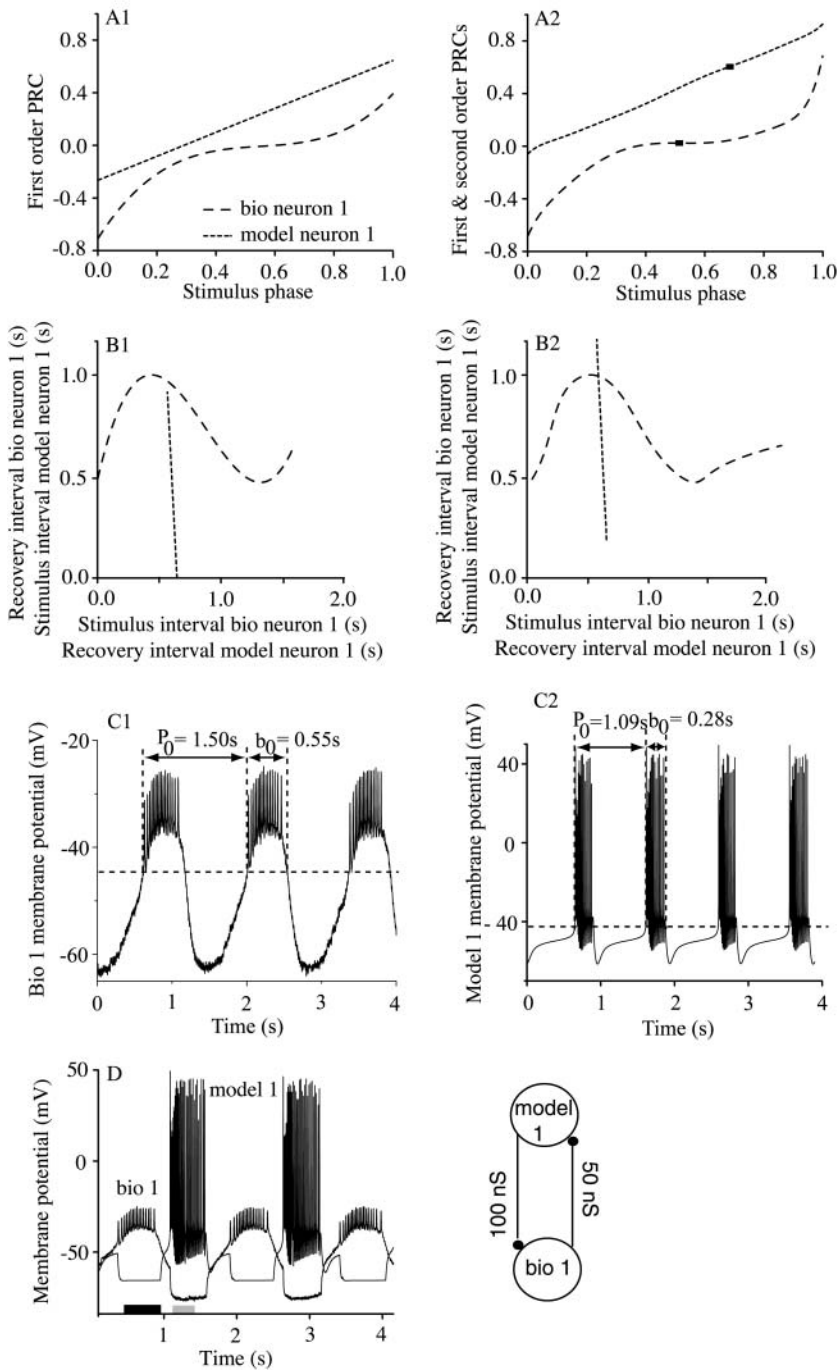 A1
First order PRC
0.8
0.4
0.0
-0.4
-0.8
bio neuron 1
model neuron 1
0.0 0.2 0.4 0.6 0.8 1.0
Stimulus phase
A2
First & second order PRCs
0.8
0.4
0.0
-0.4
-0.8
0.0 0.2 0.4 0.6 0.8 1.0
Stimulus phase
B1
Recovery interval bio neuron 1 (s)
Stimulus interval model neuron 1 (s)
1.0
0.5
0.0
0.0 1.0 2.0
Stimulus interval bio neuron 1 (s)
Recovery interval model neuron 1 (s)
B2
Recovery interval bio neuron 1 (s)
Stimulus interval model neuron 1 (s)
1.0
0.5
0.0
0.0 1.0 2.0
Stimulus interval bio neuron 1 (s)
Recovery interval model neuron 1 (s)
C1
P0= 1.50s b0= 0.55s
Bio 1 membrane potential (mV)
-20
-40
-60
0 1 2 3 4
Time (s)
C2
P0=1.09s b0= 0.28s
Model 1 membrane potential (mV)
40
0
-40
0 1 2 3 4
Time (s)
D
model 1
bio 1
Membrane potential (mV)
50
0
-50
1 2 3 4
Time (s)
model
1
100 nS
50 nS
bio 1